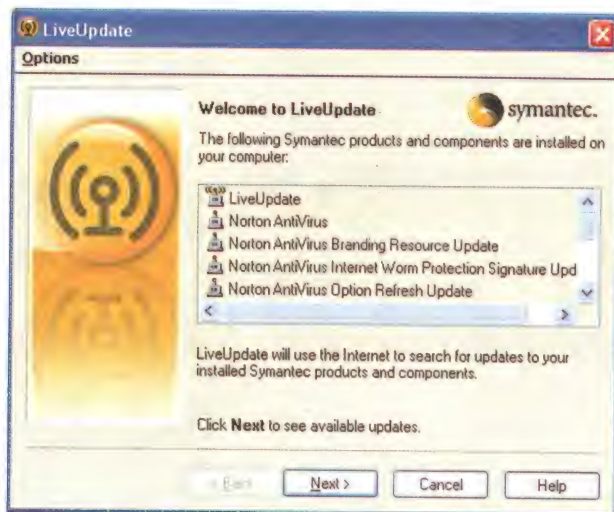 LiveUpdate
Options
Welcome to LiveUpdate
symantec.
The following Symantec products and components are installed on
your computer:
LiveUpdate
Norton AntiVirus
Norton AntiVirus Branding Resource Update
Norton AntiVirus Internet Worm Protection Signature Upd
Norton AntiVirus Option Refresh Update
LiveUpdate will use the Internet to search for updates to your
installed Symantec products and components.
Click Next to see available updates.
< Back
Next >
Cancel
Help